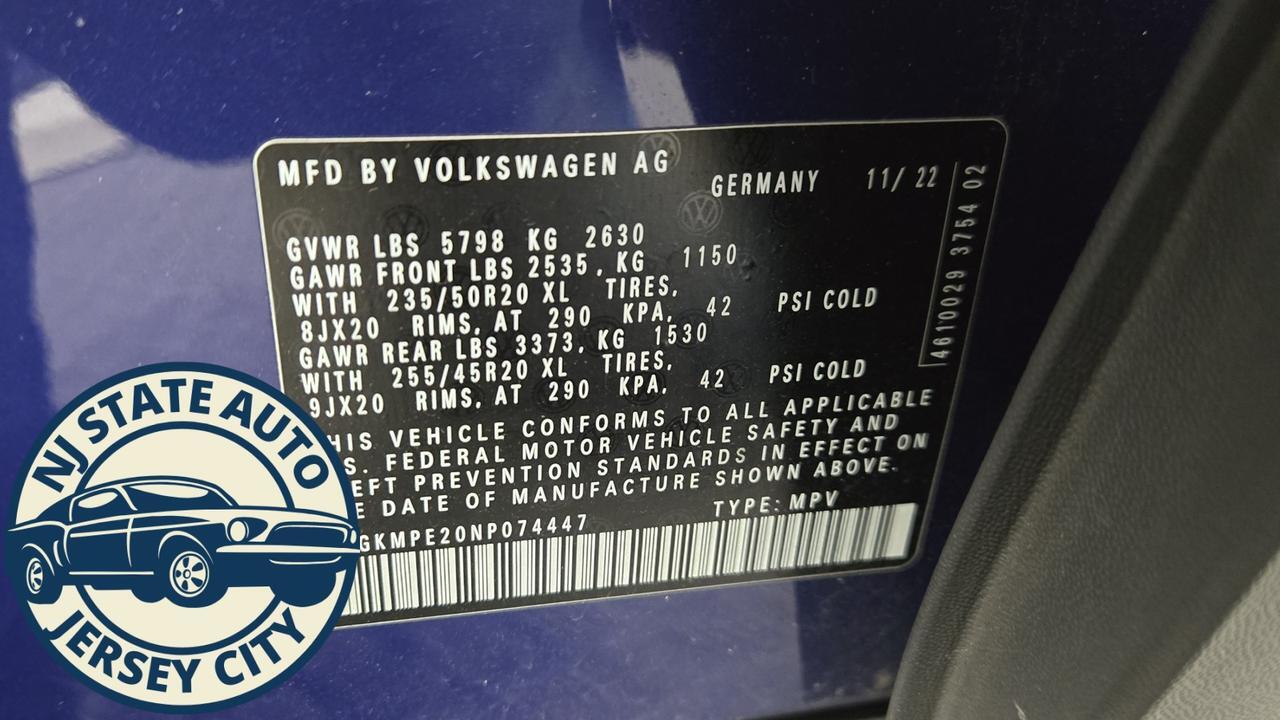 MFD BY VOLKSWAGEN AG
GERMANY 11/ 22
GVWR LBS 5798 KG 2630
GAWR FRONT LBS 2535, KG 1150
WITH 235/50R20 XL TIRES,
8JX20 RIMS, AT 290 KPA, 42 PSI COLD
GAWR REAR LBS 3373, KG 1530
WITH 255/45R20 XL TIRES,
9JX20 RIMS, AT 290 KPA, 42 PSI COLD
HIS VEHICLE CONFORMS TO ALL APPLICABLE
S. FEDERAL MOTOR VEHICLE SAFETY AND
EFT PREVENTION STANDARDS IN EFFECT ON
E DATE OF MANUFACTURE SHOWN ABOVE.
GKMPE20NP074447 TYPE: MPV
4610029 3754 02
NJ STATE AUTO
JERSEY CITY